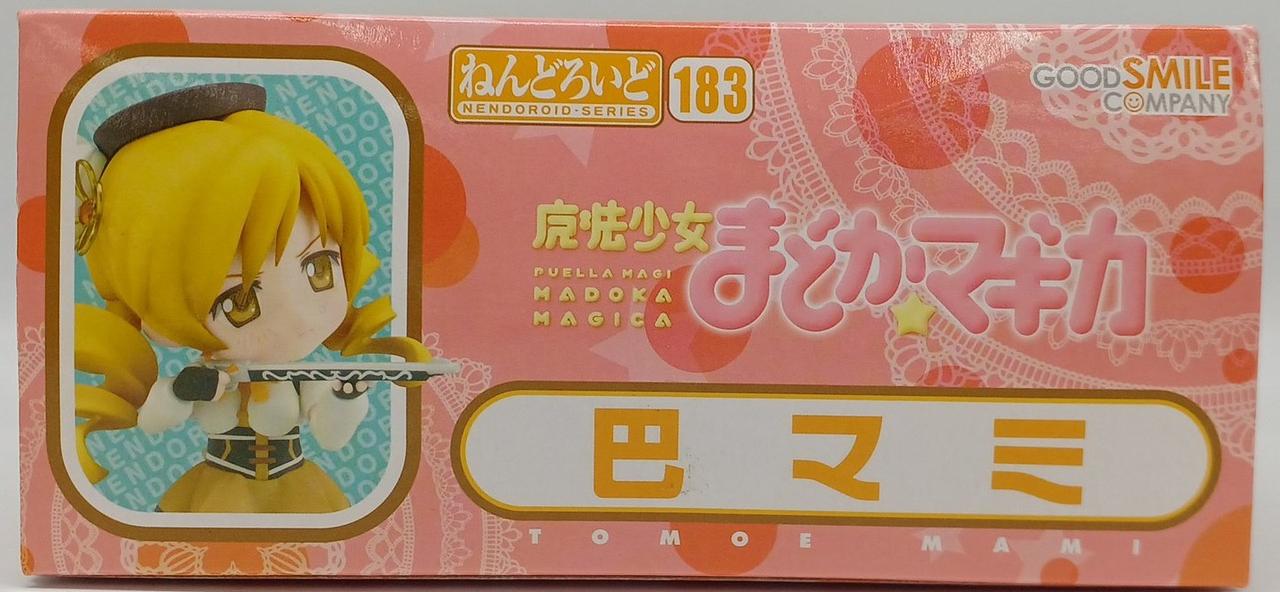 ねんどろいど
NENDOROID・SERIES
183
GOOD SMILE
COMPANY
魔法少女
まどか☆マギカ
PUELLA MAGI
MADOKA
MAGICA
巴マミ
TOMOE MAMI
NENDOROID